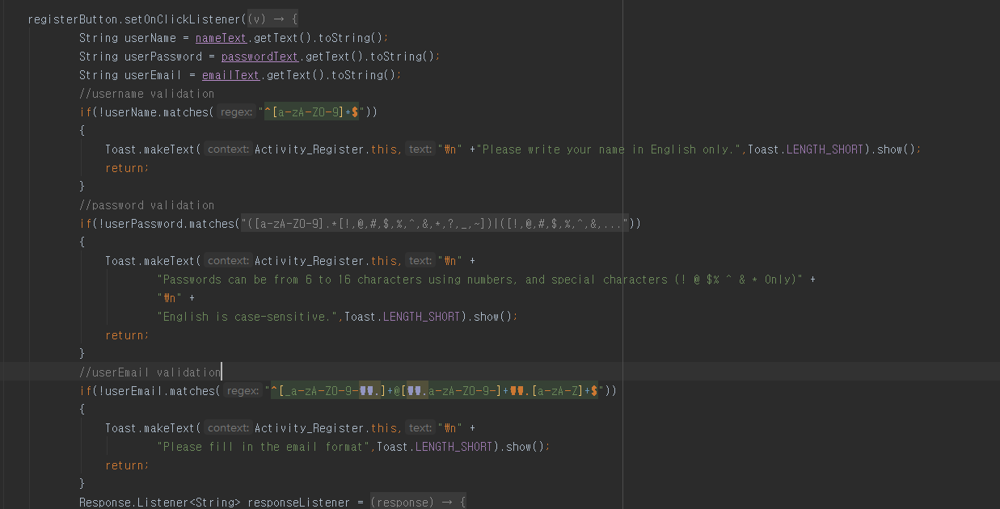 registerButton.setOnClickListener((v) → {
String userName = nameText.getText().toString();
String userPassword = passwordText.getText().toString();
String userEmail = emailText.getText().toString();
//username validation
if(!userName.matches( regex: "^[a-zA-Z0-9]*$"))
{
Toast.makeText( context: Activity_Register.this, text: "₩n" +"Please write your name in English only.",Toast.LENGTH_SHORT).show();
return;
}
//password validation
if(!userPassword.matches("([a-zA-Z0-9].*[!,@,#,$,%,^,&,*,?,_,~])|([!,@,#,$,%,^,&,..."))
{
Toast.makeText( context: Activity_Register.this, text: "₩n" +
"Passwords can be from 6 to 16 characters using numbers, and special characters (! @ $% ^ & * Only)" +
"₩n" +
"English is case-sensitive.",Toast.LENGTH_SHORT).show();
return;
}
//userEmail validation
if(!userEmail.matches( regex: "^[_a-zA-Z0-9-₩₩.]+@[₩₩.a-zA-Z0-9-]+₩₩.[a-zA-Z]+$"))
{
Toast.makeText( context: Activity_Register.this, text: "₩n" +
"Please fill in the email format",Toast.LENGTH_SHORT).show();
return;
}
Response.Listener<String> responseListener = (response) → {